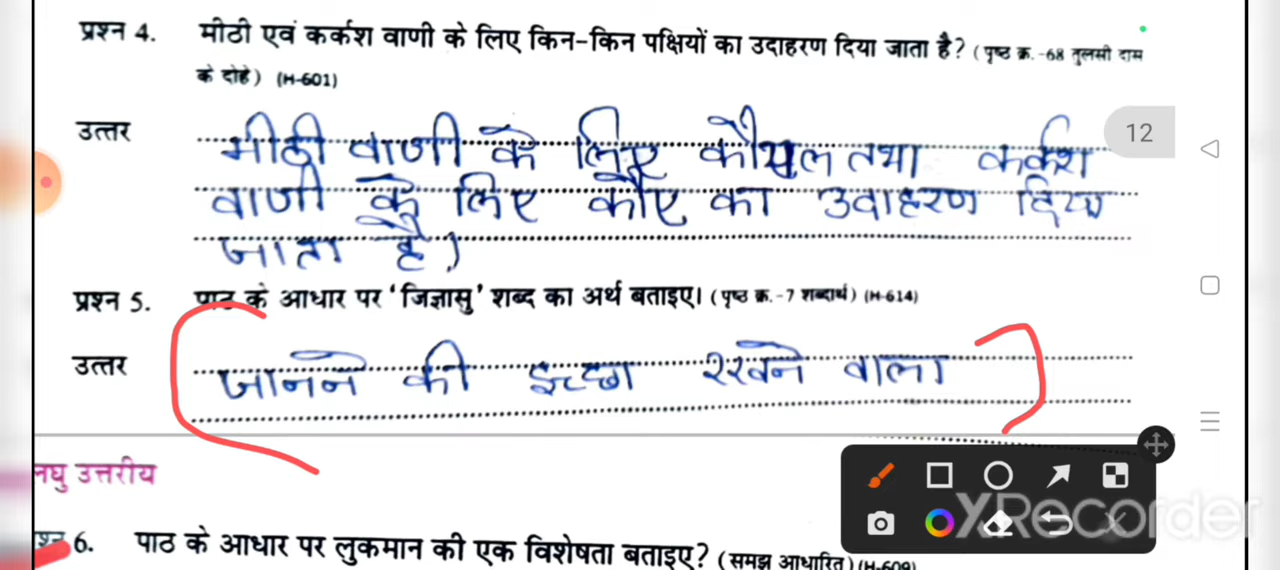 प्रश्न 4. मीठी एवं कर्कश वाणी के लिए किन-किन पक्षियों का उदाहरण दिया जाता है? (पृष्ठ क्र. -68 तुलसी दास
के दोहे) (H-601)
12
उत्तर मीठी वाणी के लिए कोयल तथा कर्कश
वाणी के लिए कौए का उदाहरण दिया
जाता है।
प्रश्न 5. पाठ के आधार पर 'जिज्ञासु' शब्द का अर्थ बताइए। (पृष्ठ क्र. -7 शब्दार्थ) (H-614)
उत्तर जानने की इच्छा रखने वाला
लघु उत्तरीय
XRecorder
प्रश्न 6. पाठ के आधार पर लुकमान की एक विशेषता बताइए? (समझ आधारित) (H-609)